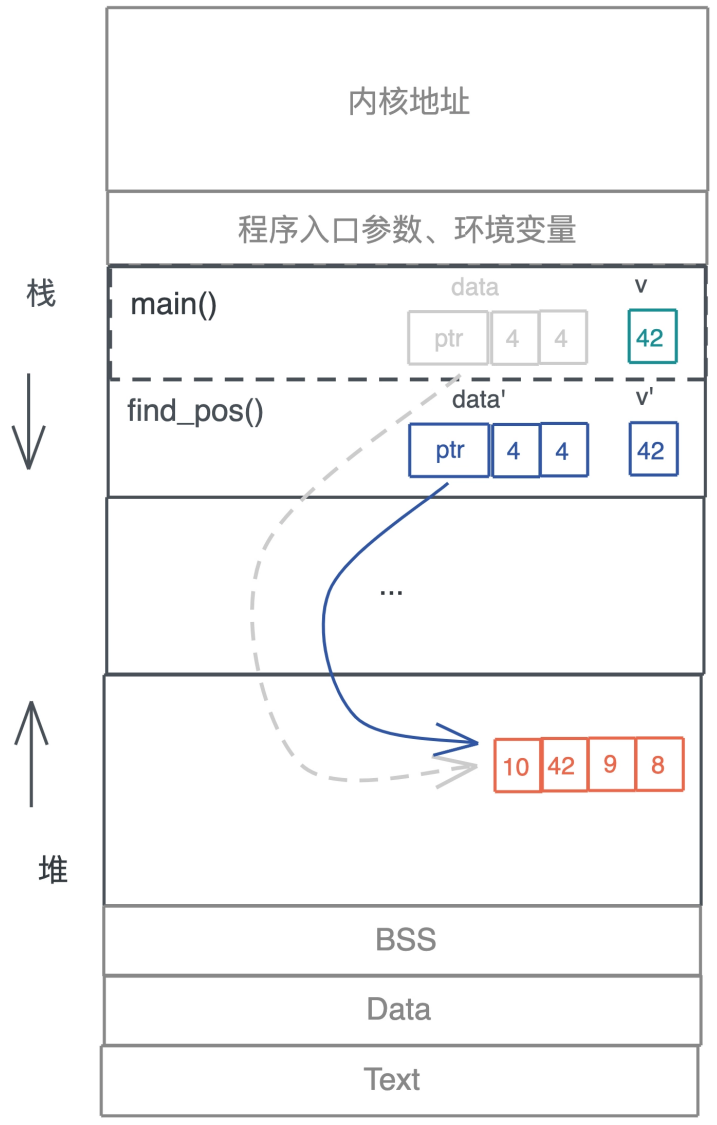 内核地址
程序入口参数、环境变量
栈
main()
data
v
ptr 4 4
42
find_pos()
data'
v'
ptr 4 4
42
...
10 42 9 8
堆
BSS
Data
Text